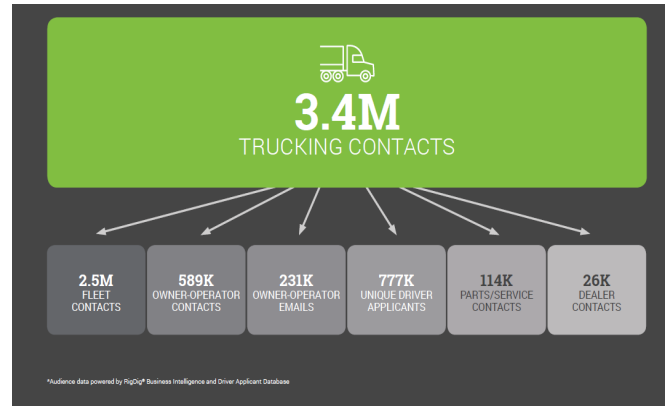 3.4M
TRUCKING CONTACTS
2.5M
FLEET
CONTACTS
589K
OWNER-OPERATOR
CONTACTS
231K
OWNER-OPERATOR
EMAILS
777K
UNIQUE DRIVER
APPLICANTS
114K
PARTS/SERVICE
CONTACTS
26K
DEALER
CONTACTS
*Audience data powered by RigDig® Business Intelligence and Driver Applicant Database